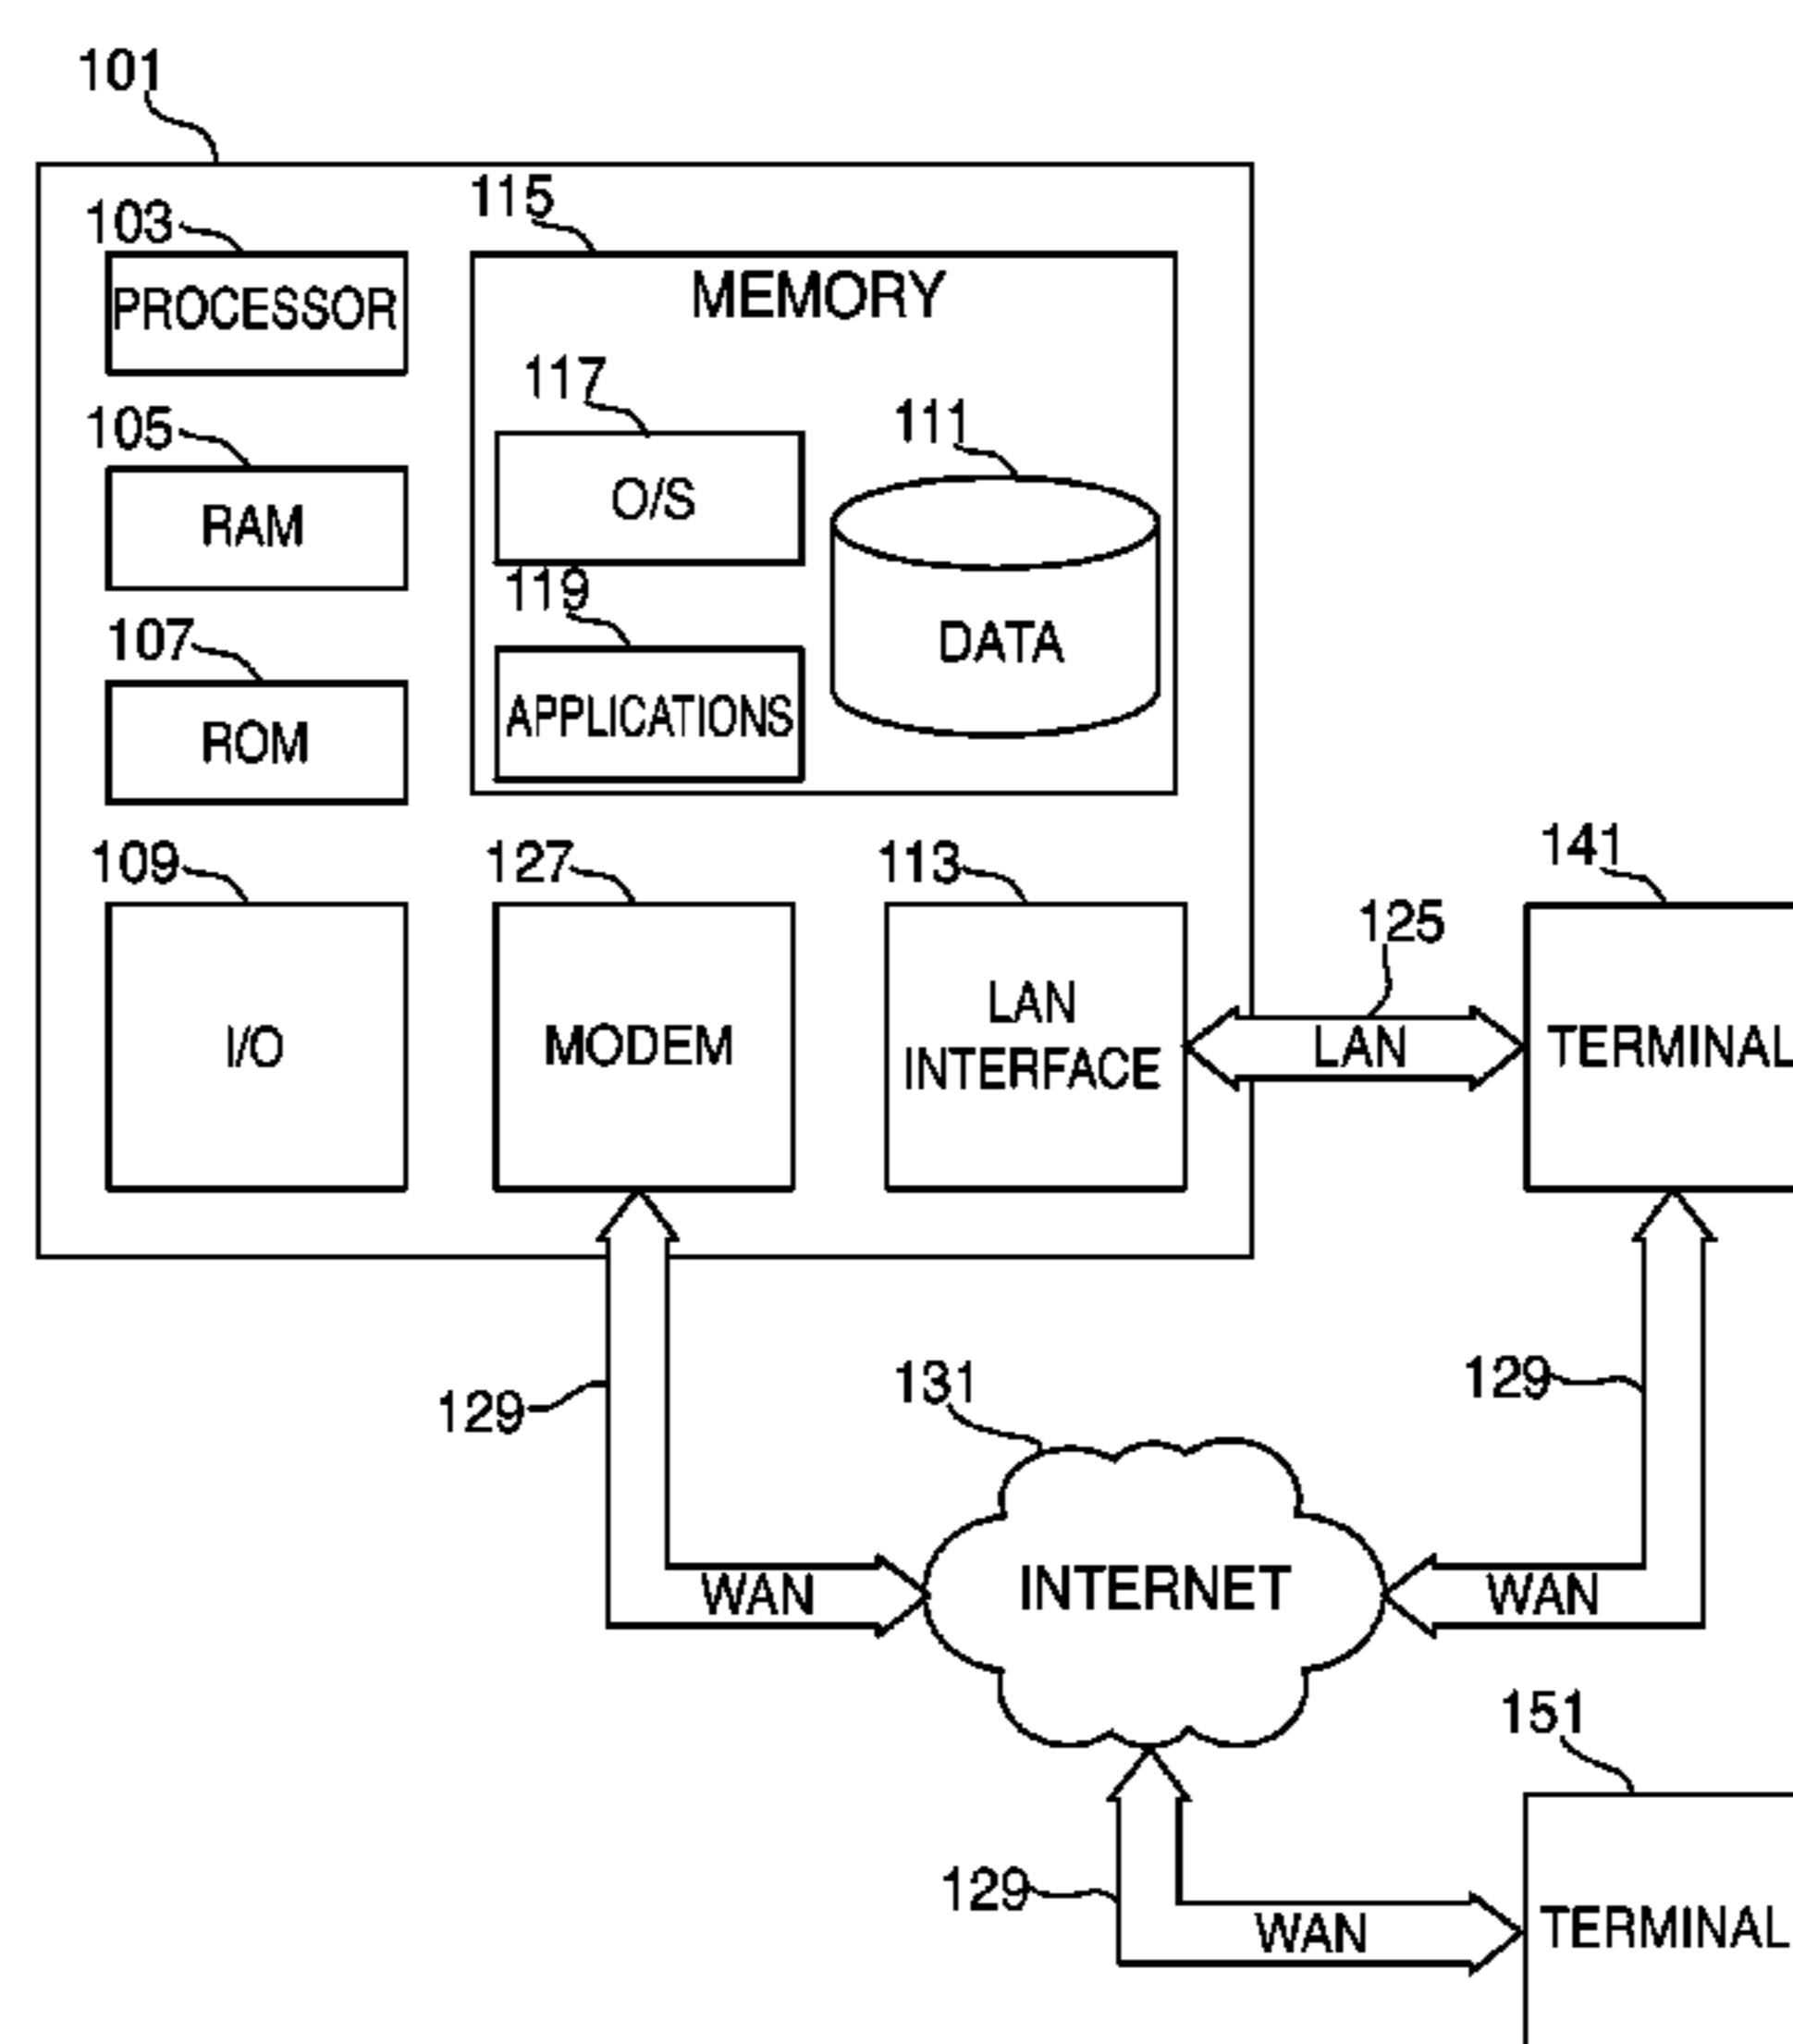 101
103
115
PROCESSOR
MEMORY
117
111
105
O/S
RAM
119
DATA
107
APPLICATIONS
ROM
109
127
113
141
125
I/O
MODEM
LAN
INTERFACE
LAN
TERMINAL
129
131
129
WAN
INTERNET
WAN
151
129
WAN
TERMINAL